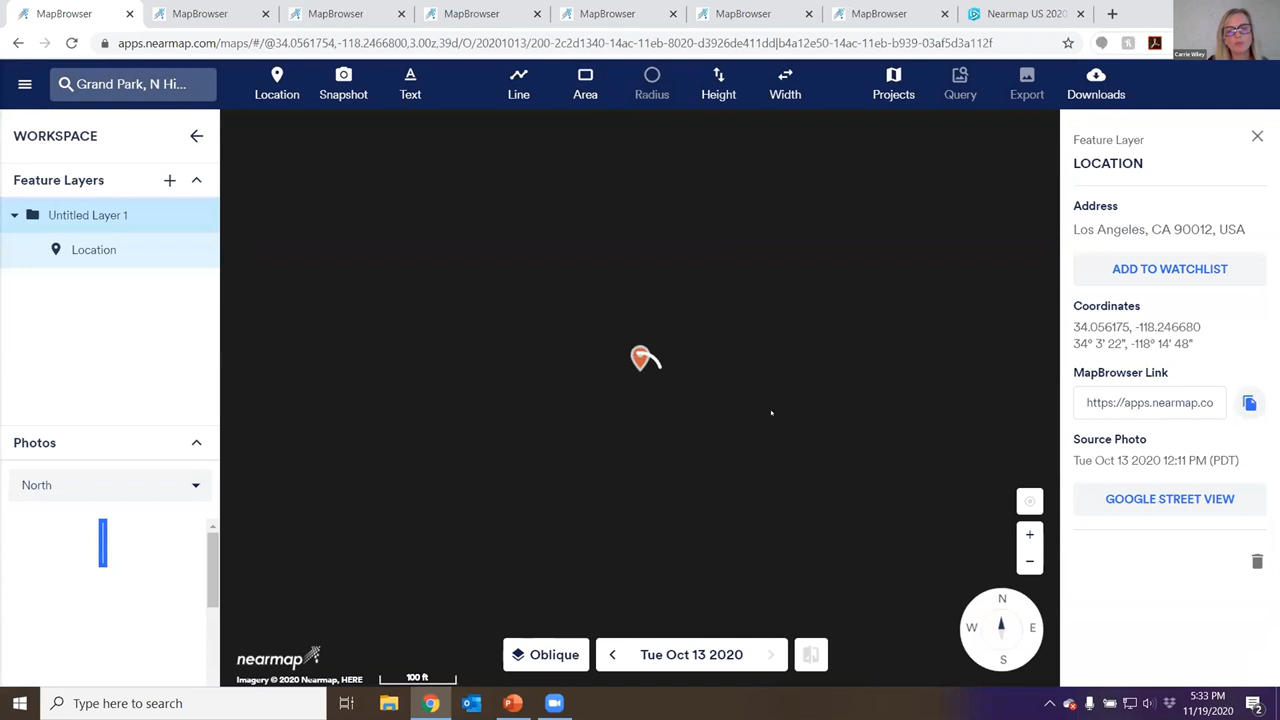 MapBrowser
MapBrowser
MapBrowser
MapBrowser
MapBrowser
MapBrowser
MapBrowser
Nearmap US 2020
apps.nearmap.com/maps/#/@34.0561754,-118.2466800,3.00z,39d/O/20201013/302-2c2d1340-14ac-11eb-8020-d3926de411dd|b4a12e50-14ac-11eb-b939-03af5d3a112f
Carrie Wiley
Grand Park, N Hi...
Location
Snapshot
Text
Line
Area
Radius
Height
Width
Projects
Query
Export
Downloads
WORKSPACE
Feature Layers
Untitled Layer 1
Location
Photos
North
Feature Layer
LOCATION
Address
Los Angeles, CA 90012, USA
ADD TO WATCHLIST
Coordinates
34.056175, -118.246680
34° 3' 22", -118° 14' 48"
MapBrowser Link
https://apps.nearmap.co
Source Photo
Tue Oct 13 2020 12:11 PM (PDT)
GOOGLE STREET VIEW
+
−
N
W
E
S
nearmap
Imagery © 2020 Nearmap, HERE
100 ft
Oblique
Tue Oct 13 2020
Type here to search
5:33 PM
11/19/2020
2